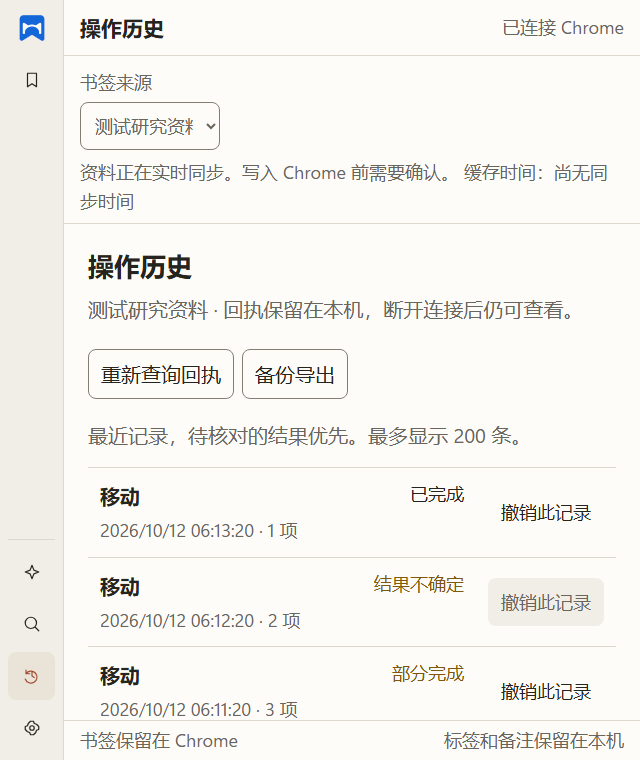 操作历史
已连接 Chrome
书签来源
测试研究资料
资料正在实时同步。写入 Chrome 前需要确认。 缓存时间：尚无同
步时间
操作历史
测试研究资料 · 回执保留在本机，断开连接后仍可查看。
重新查询回执
备份导出
最近记录，待核对的结果优先。最多显示 200 条。
移动
已完成
撤销此记录
2026/10/12 06:13:20 · 1 项
移动
结果不确定
撤销此记录
2026/10/12 06:12:20 · 2 项
移动
部分完成
撤销此记录
2026/10/12 06:11:20 · 3 项
书签保留在 Chrome
标签和备注保留在本机